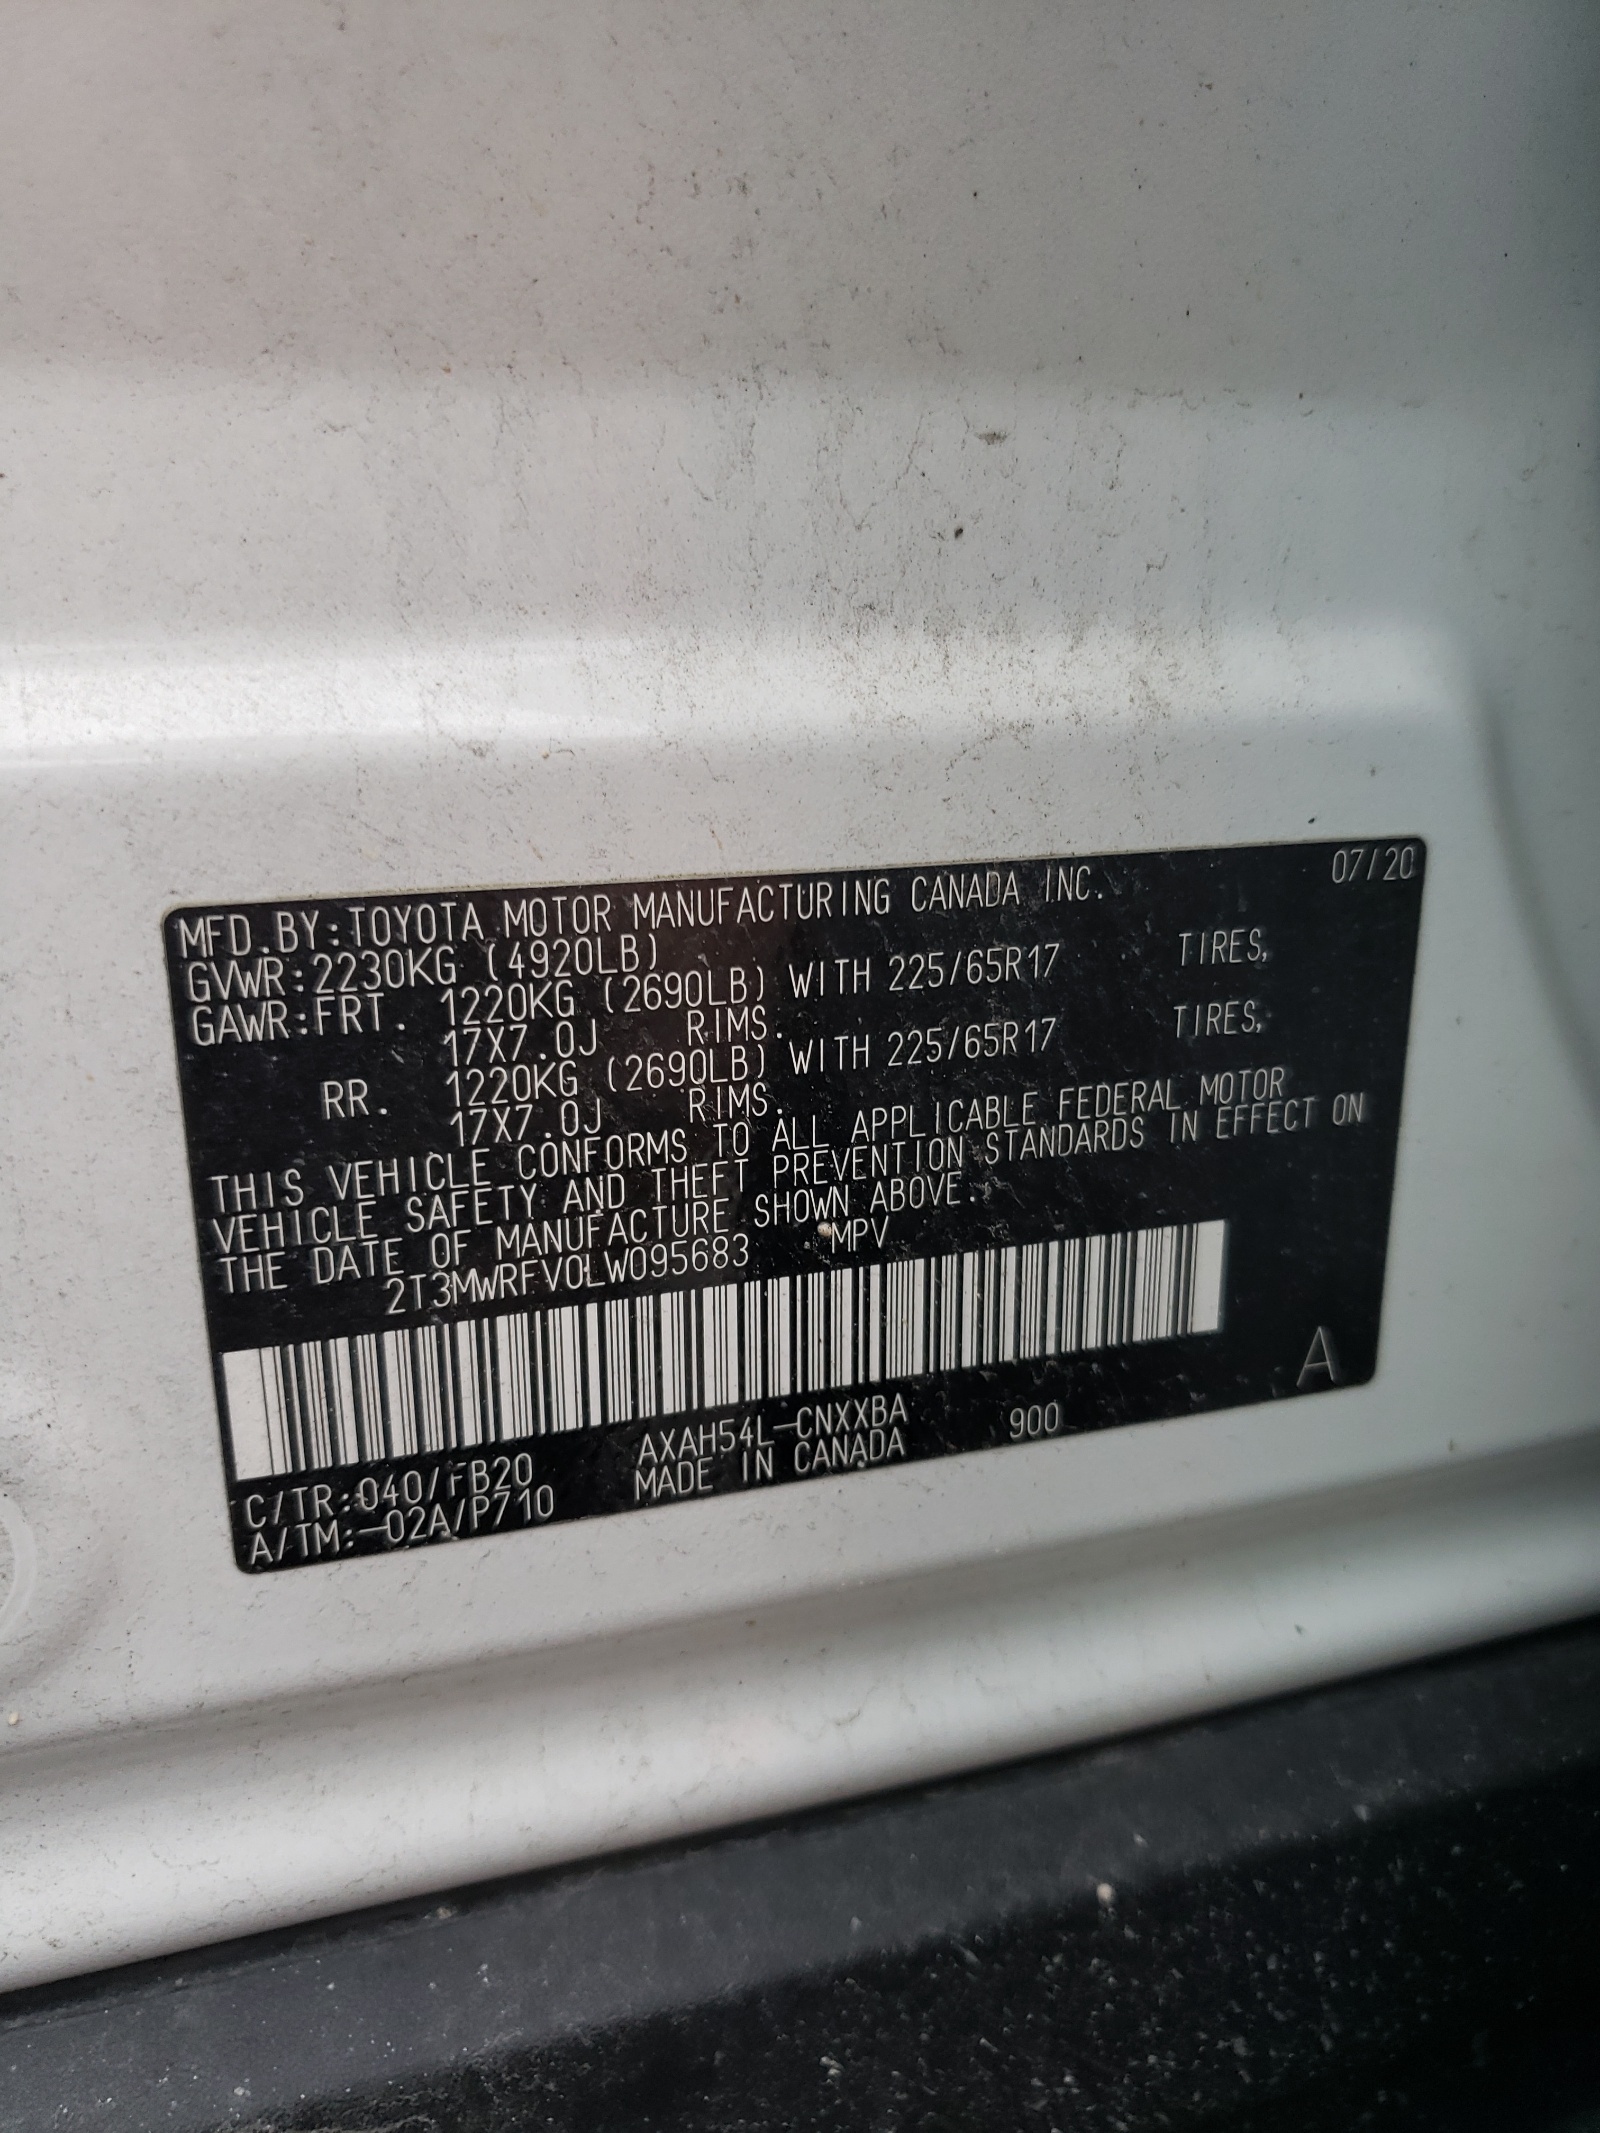 07/20
MFD.BY:TOYOTA MOTOR MANUFACTURING CANADA INC.
GVWR:2230KG (4920LB)
GAWR:FRT. 1220KG (2690LB) WITH 225/65R17 TIRES,
17X7.0J RIMS.
RR. 1220KG (2690LB) WITH 225/65R17 TIRES,
17X7.0J RIMS.
THIS VEHICLE CONFORMS TO ALL APPLICABLE FEDERAL MOTOR
VEHICLE SAFETY AND THEFT PREVENTION STANDARDS IN EFFECT ON
THE DATE OF MANUFACTURE SHOWN ABOVE.
2T3MWRFV0LW095683 MPV
A
C/TR:040/FB20 AXAH54L-CNXXBA 900
A/TM:-02A/P710 MADE IN CANADA